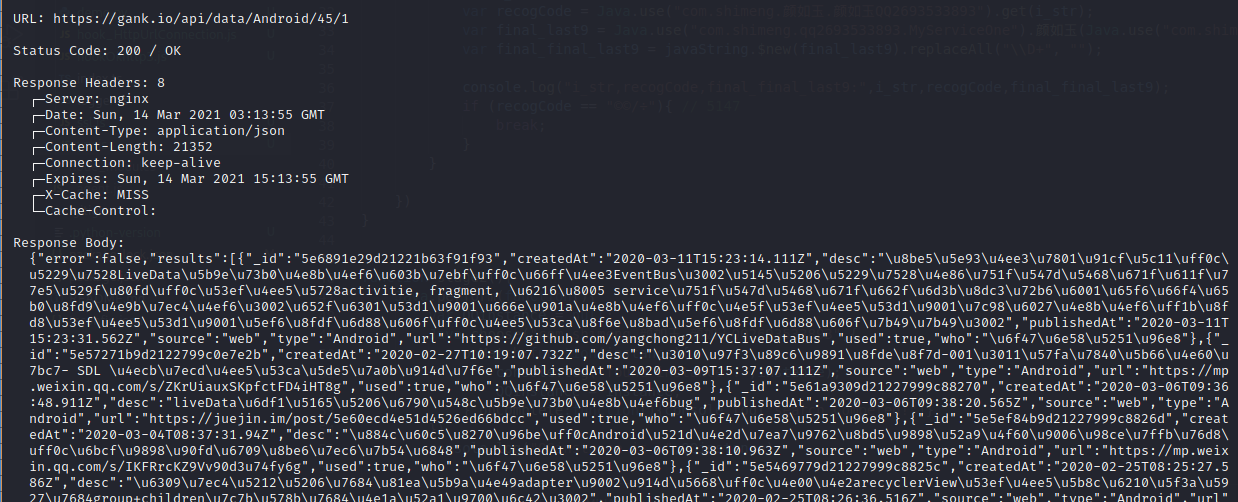 URL: https://gank.io/api/data/Android/45/1
Status Code: 200 / OK
Response Headers: 8
┌─Server: nginx
┌─Date: Sun, 14 Mar 2021 03:13:55 GMT
┌─Content-Type: application/json
┌─Content-Length: 21352
┌─Connection: keep-alive
┌─Expires: Sun, 14 Mar 2021 15:13:55 GMT
┌─X-Cache: MISS
└─Cache-Control:
Response Body:
{"error":false,"results":[{"_id":"5e6891e29d21221b63f91f93","createdAt":"2020-03-11T15:23:14.111Z","desc":"\u8be5\u5e93\u4ee3\u7801\u91cf\u5c11\uff0c\
u5229\u7528LiveData\u5b9e\u73b0\u4e8b\u4ef6\u603b\u7ebf\uff0c\u66ff\u4ee3EventBus\u3002\u5145\u5206\u5229\u7528\u4e86\u751f\u547d\u5468\u671f\u611f\u7
7e5\u529f\u80fd\uff0c\u53ef\u4ee5\u5728activitie, fragment, \u6216\u8005 service\u751f\u547d\u5468\u671f\u662f\u6d3b\u8dc3\u72b6\u6001\u65f6\u66f4\u65
b0\u8fd9\u4e9b\u7ec4\u4ef6\u3002\u652f\u6301\u53d1\u9001\u666e\u901a\u4e8b\u4ef6\uff0c\u4e5f\u53ef\u4ee5\u53d1\u9001\u7c98\u6027\u4e8b\u4ef6\uff1b\u8f
d8\u53ef\u4ee5\u53d1\u9001\u5ef6\u8fdf\u6d88\u606f\uff0c\u4ee5\u53ca\u8f6e\u8bad\u5ef6\u8fdf\u6d88\u606f\u7b49\u7b49\u3002","publishedAt":"2020-03-11T
15:23:31.562Z","source":"web","type":"Android","url":"https://github.com/yangchong211/YCLiveDataBus","used":true,"who":"\u6f47\u6e58\u5251\u96e8"},{"_
id":"5e57271b9d2122799c0e7e2b","createdAt":"2020-02-27T10:19:07.732Z","desc":"\u3010\u97f3\u89c6\u9891\u8fde\u8f7d-001\u3011\u57fa\u7840\u5b66\u4e60\u
7bc7- SDL \u4ecb\u7ecd\u4ee5\u7a0b\u914d\u7f6e","publishedAt":"2020-03-09T15:37:07.111Z","source":"web","type":"Android","url":"https://mp
.weixin.qq.com/s/ZKrUiauxSKpfctFD4iHT8g","used":true,"who":"\u6f47\u6e58\u5251\u96e8"},{"_id":"5e61a9309d21227999c88270","createdAt":"2020-03-06T09:36
:48.911Z","desc":"liveData\u6df1\u5165\u5206\u6790\u548c\u5b9e\u73b0\u4e8b\u4ef6bug","publishedAt":"2020-03-06T09:38:20.565Z","source":"web","type":"A
ndroid","url":"https://juejin.im/post/5e60ecd4e51d4526ed66bdcc","used":true,"who":"\u6f47\u6e58\u5251\u96e8"},{"_id":"5e5ef84b9d21227999c8826d","creat
edAt":"2020-03-04T08:37:31.94Z","desc":"\u884c\u60c5\u8270\u96be\uff0cAndroid\u521d\u4e2d\u7ea7\u9762\u8bd5\u9898\u52a9\u4f60\u9006\u98ce\u7ffb\u76d8\
uff0c\u6bcf\u9898\u90fd\u6709\u8be6\u7ec6\u7b54\u6848","publishedAt":"2020-03-06T09:38:10.963Z","source":"web","type":"Android","url":"https://mp.weix
in.qq.com/s/IKFRrcKZ9Vv90d3u74fy6g","used":true,"who":"\u6f47\u6e58\u5251\u96e8"},{"_id":"5e5469779d21227999c8825c","createdAt":"2020-02-25T08:25:27.
586Z","desc":"\u6309\u7ec4\u5212\u5206\u7684\u81ea\u5b9a\u4e49adapter\u9002\u914d\u5668\uff0c\u4e00\u4e2arecyclerView\u53ef\u4ee5\u5b8c\u6210\u5f3a\u59
27\u7684group+children\u7c7b\u578b\u7684\u4e1a\u52a1\u9700\u6c42\u3002","publishedAt":"2020-02-25T08:26:36.516Z","source":"web","type":"Android","url"